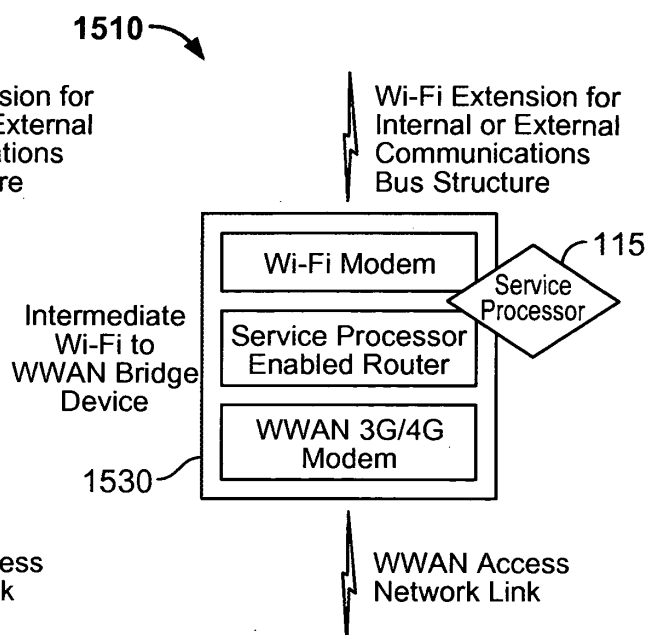 1510
Wi-Fi Extension for
Internal or External
Communications
Bus Structure
115
Wi-Fi Modem
Service
Processor
Intermediate
Wi-Fi to
WWAN Bridge
Device
Service Processor
Enabled Router
WWAN 3G/4G
Modem
1530
WWAN Access
Network Link
sion for
External
tions
re
ess
k